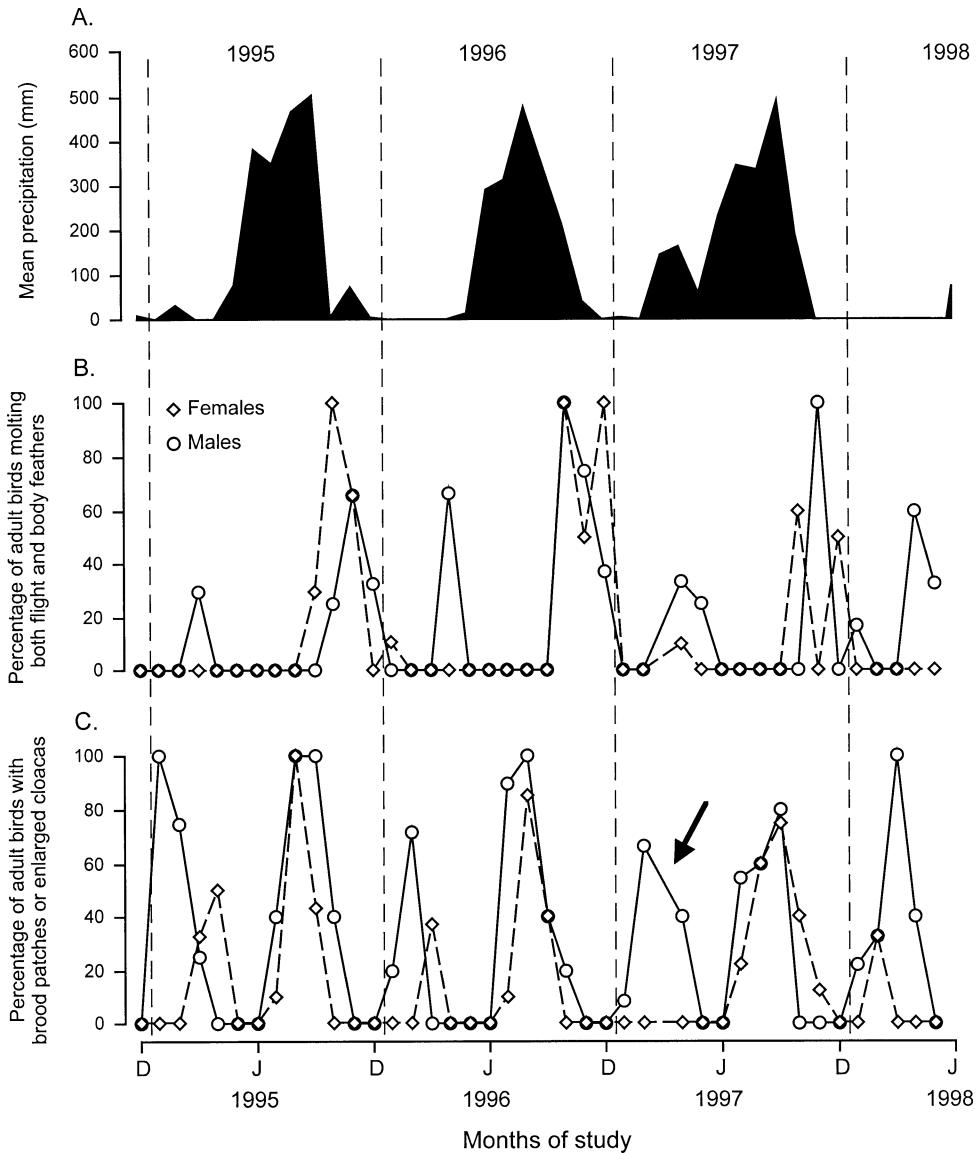 A.
1995 1996 1997 1998
600
500
400
300
200
100
0
Mean precipitation (mm)
B.
Females
Males
100
80
60
40
20
0
Percentage of adult birds molting
both flight and body feathers
C.
100
80
60
40
20
0
Percentage of adult birds with
brood patches or enlarged cloacas
D J D J D J D J
1995 1996 1997 1998
Months of study